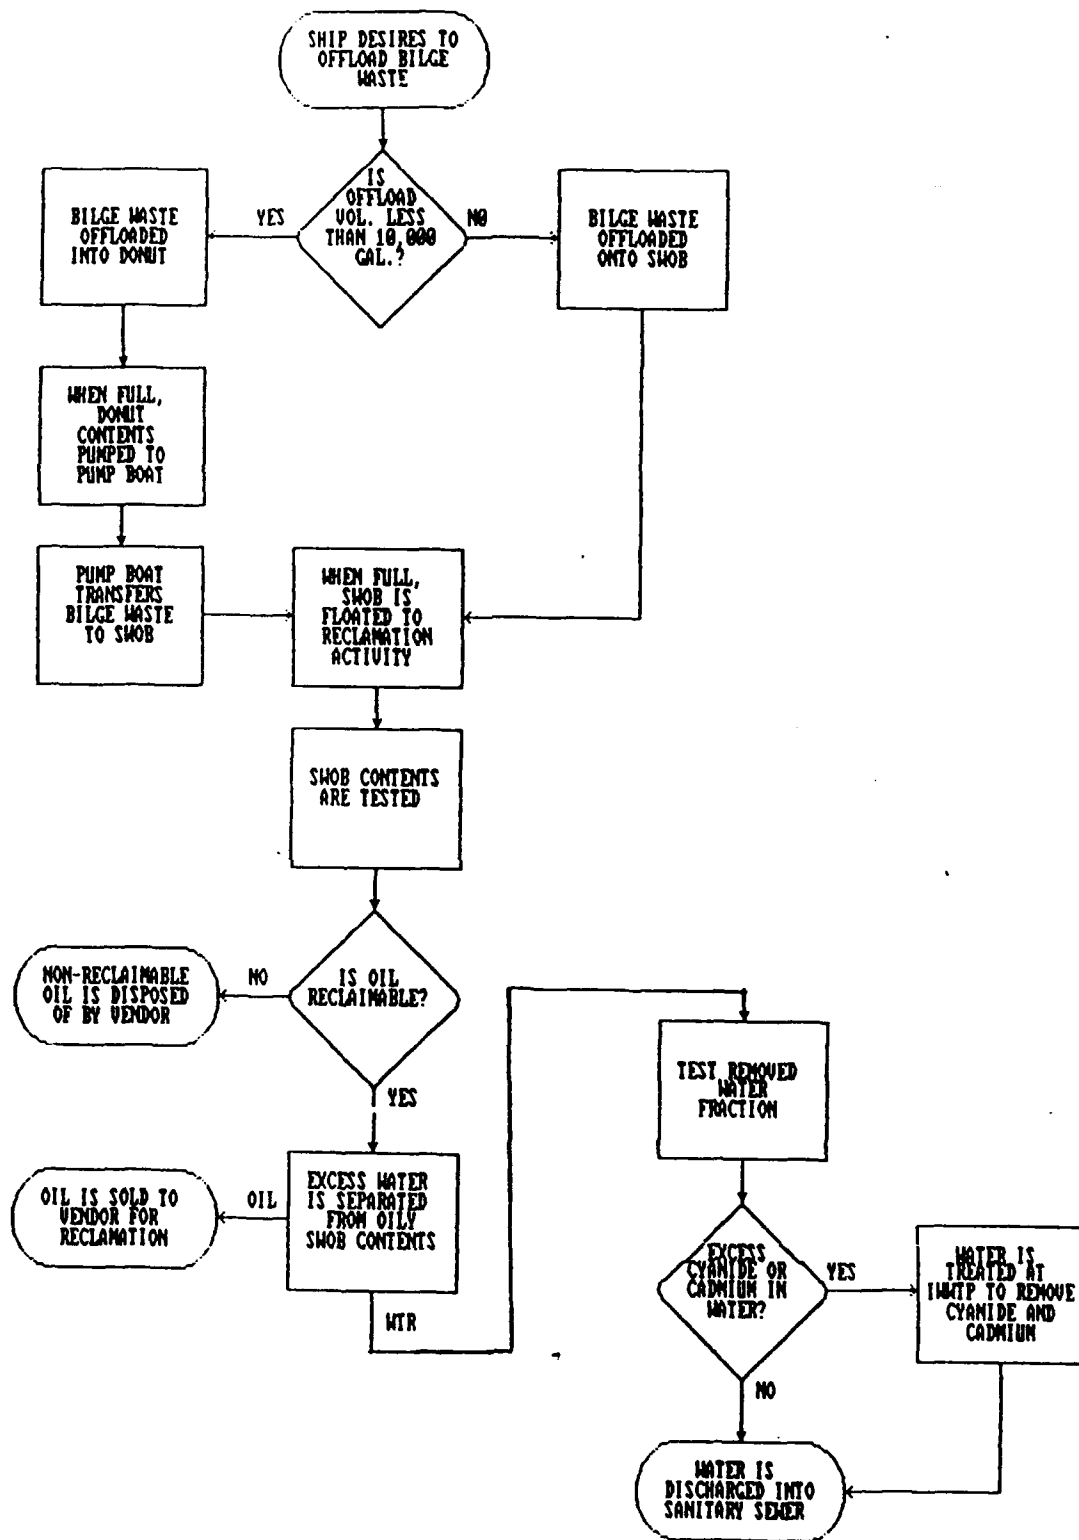 SHIP DESIRES TO
OFFLOAD BILGE
WASTE
IS
OFFLOAD
VOL. LESS
THAN 10,000
GAL.?
YES
NO
BILGE WASTE
OFFLOADED
INTO DONUT
BILGE WASTE
OFFLOADED
ONTO SWOB
WHEN FULL,
DONUT
CONTENTS
PUMPED TO
PUMP BOAT
PUMP BOAT
TRANSFERS
BILGE WASTE
TO SWOB
WHEN FULL,
SWOB IS
FLOATED TO
RECLAMATION
ACTIVITY
SWOB CONTENTS
ARE TESTED
IS OIL
RECLAIMABLE?
NO
NON-RECLAIMABLE
OIL IS DISPOSED
OF BY VENDOR
YES
EXCESS WATER
IS SEPARATED
FROM OILY
SWOB CONTENTS
OIL
OIL IS SOLD TO
VENDOR FOR
RECLAMATION
WTR
TEST REMOVED
WATER
FRACTION
EXCESS
CYANIDE OR
CADMIUM IN
WATER?
YES
WATER IS
TREATED AT
IWWTP TO REMOVE
CYANIDE AND
CADMIUM
NO
WATER IS
DISCHARGED INTO
SANITARY SEWER